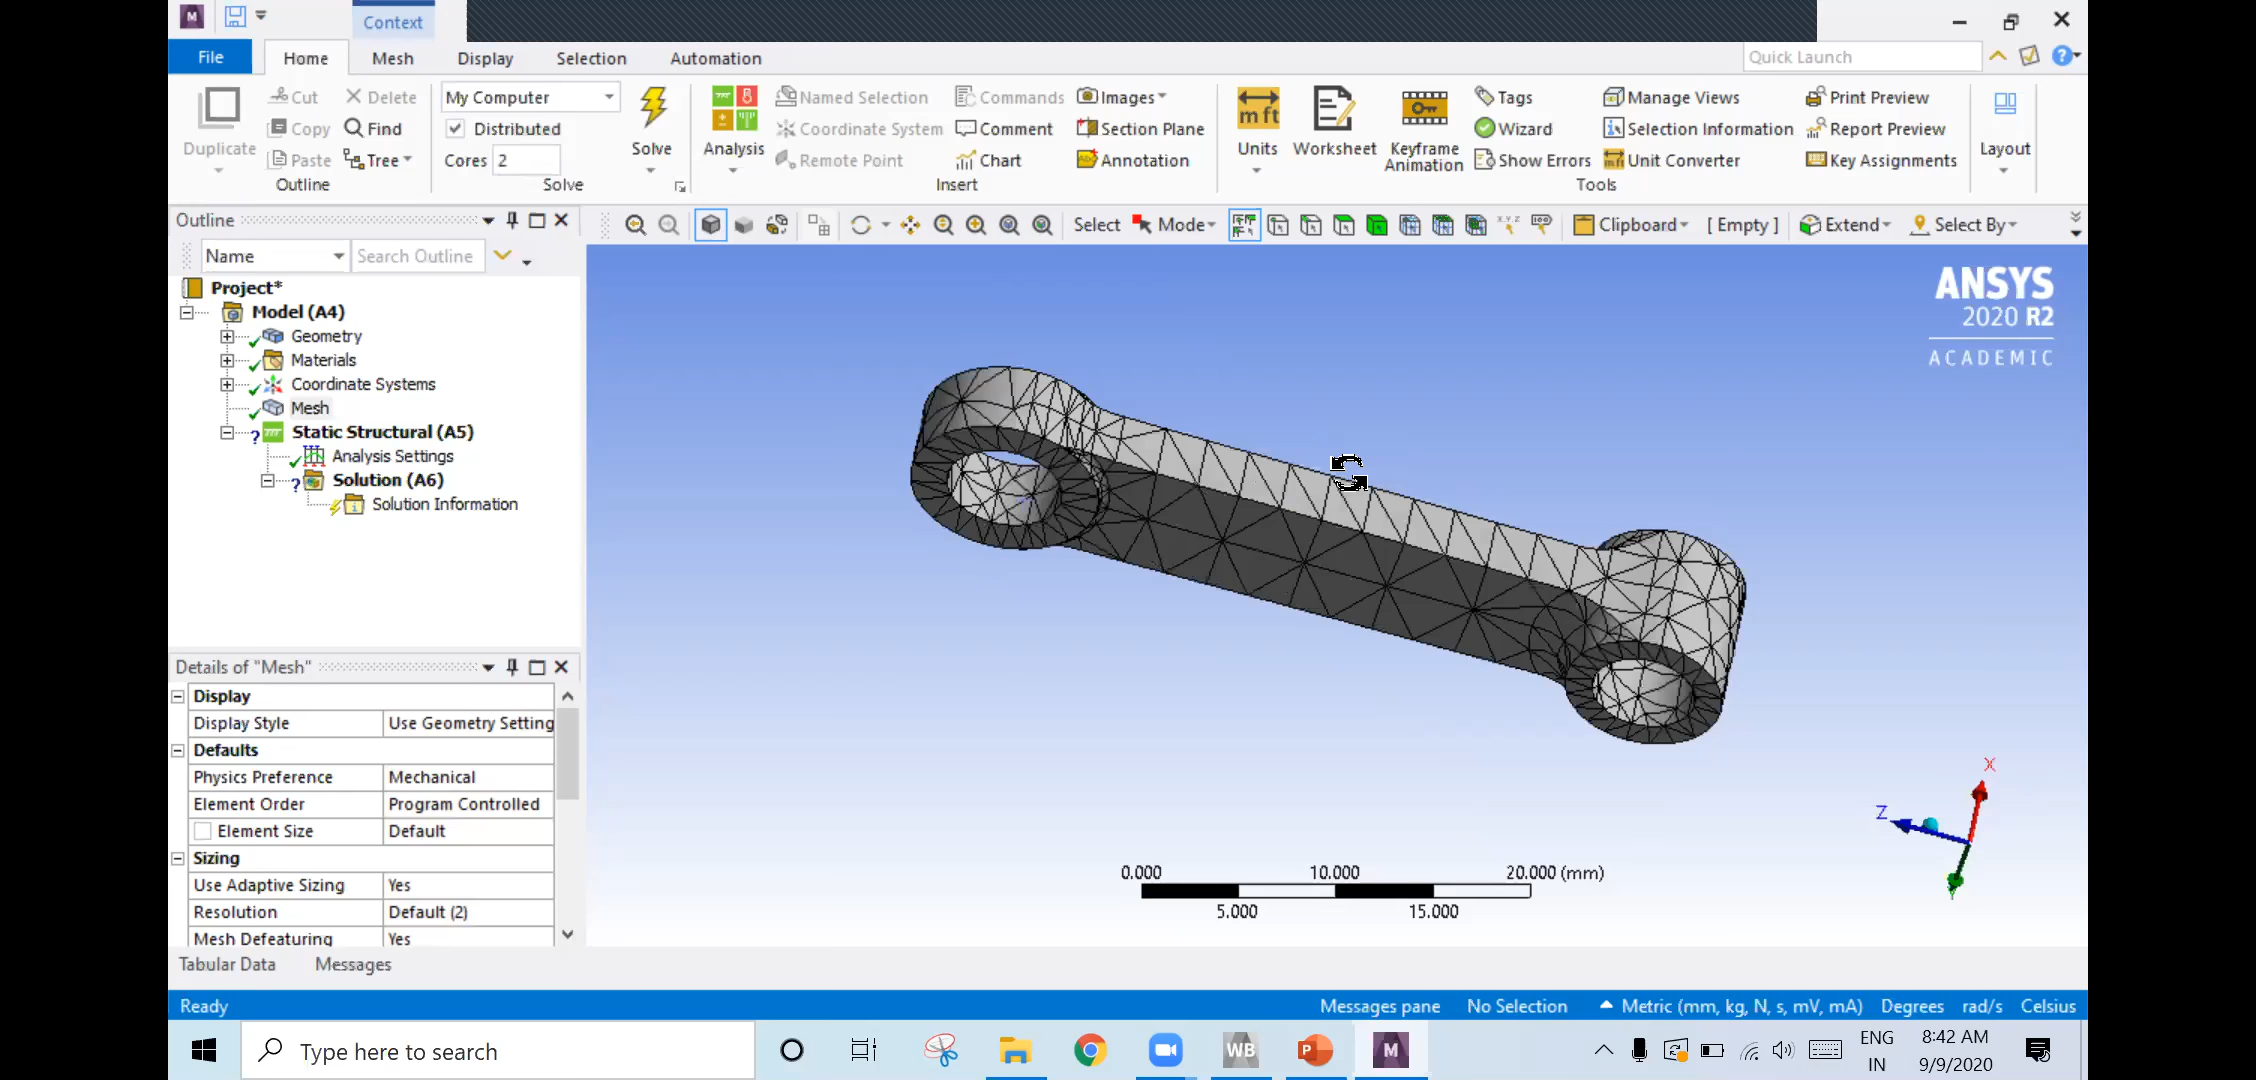 M
Context
File
Home
Mesh
Display
Selection
Automation
Quick Launch
Duplicate
Cut
Copy
Paste
Delete
Find
Tree
Outline
My Computer
Distributed
Cores 2
Solve
Solve
Analysis
Named Selection
Coordinate System
Remote Point
Commands
Comment
Chart
Images
Section Plane
Annotation
Insert
mft
Units
Worksheet
Keyframe
Animation
Tags
Wizard
Show Errors
Manage Views
Selection Information
Unit Converter
Print Preview
Report Preview
Key Assignments
Tools
Layout
Outline
Select
Mode
Clipboard
[ Empty ]
Extend
Select By
Name
Search Outline
Project*
Model (A4)
Geometry
Materials
Coordinate Systems
Mesh
Static Structural (A5)
Analysis Settings
Solution (A6)
Solution Information
ANSYS
2020 R2
ACADEMIC
Details of "Mesh"
Display
Display Style Use Geometry Setting
Defaults
Physics Preference Mechanical
Element Order Program Controlled
Element Size Default
Sizing
Use Adaptive Sizing Yes
Resolution Default (2)
Mesh Defeaturing Yes
X
Z
0.000 10.000 20.000 (mm)
5.000 15.000
Tabular Data
Messages
Ready
Messages pane
No Selection
Metric (mm, kg, N, s, mV, mA)
Degrees
rad/s
Celsius
Type here to search
WB
P
M
ENG
IN
8:42 AM
9/9/2020